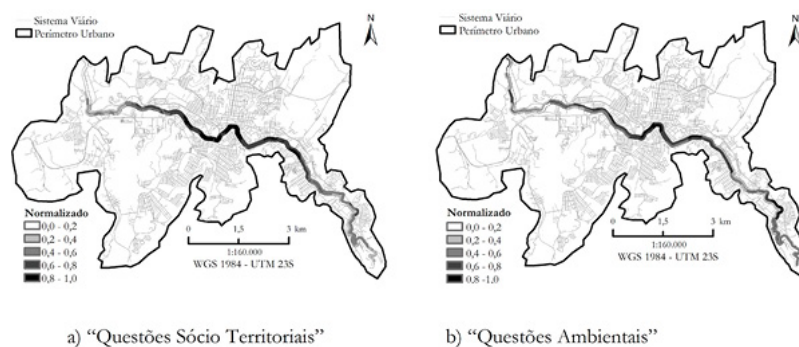 Sistema Viário
Perímetro Urbano
N
Normalizado
0,0 - 0,2
0,2 - 0,4
0,4 - 0,6
0,6 - 0,8
0,8 - 1,0
0 1,5 3 km
1:160.000
WGS 1984 - UTM 23S
a) “Questões Sócio Territoriais”
Sistema Viário
Perímetro Urbano
N
Normalizado
0,0 - 0,2
0,2 - 0,4
0,4 - 0,6
0,6 - 0,8
0,8 -1,0
0 1,5 3 km
1:160.000
WGS 1984 - UTM 23S
b) “Questões Ambientais”